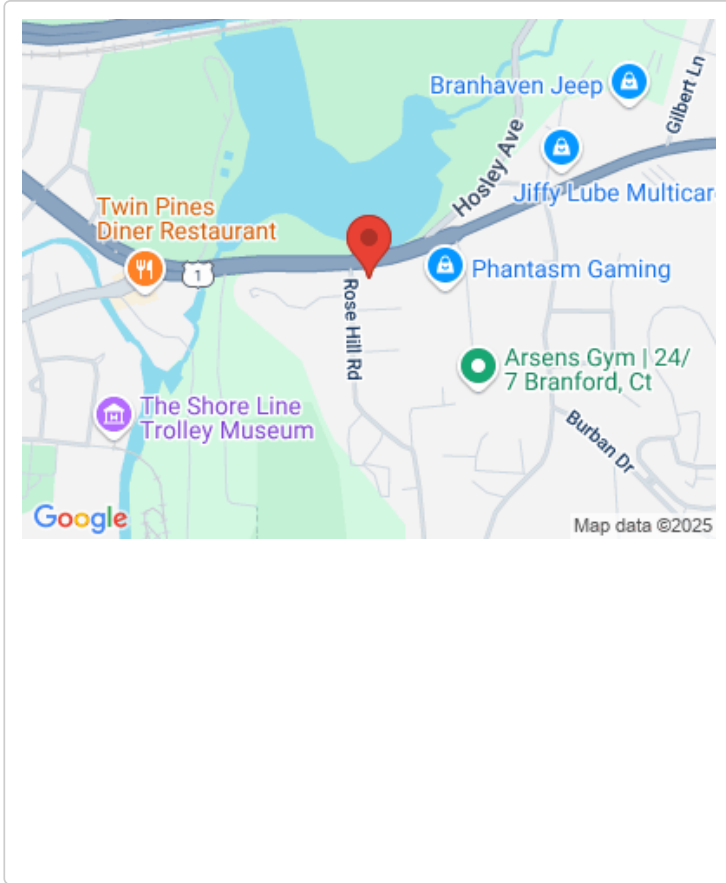 Branhaven Jeep
Gilbert Ln
Hosley Ave
Jiffy Lube Multicar
Twin Pines
Diner Restaurant
1
Phantasm Gaming
Rose Hill Rd
Arsens Gym | 24/
7 Branford, Ct
The Shore Line
Trolley Museum
Burban Dr
Google
Map data ©2025